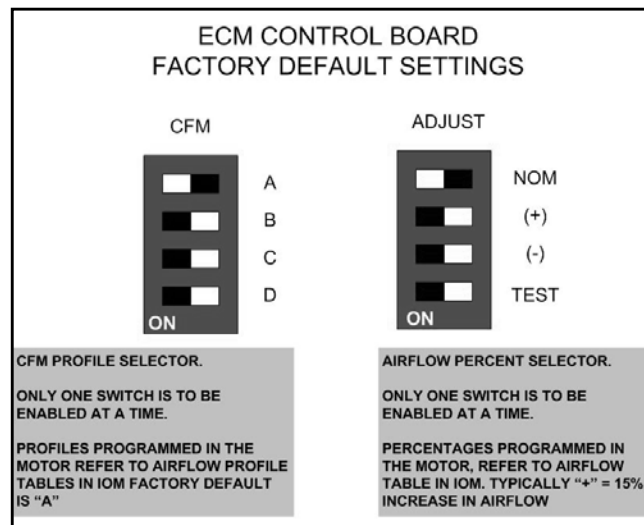 ECM CONTROL BOARD
FACTORY DEFAULT SETTINGS
CFM
A
B
C
D
ON
ADJUST
NOM
(+)
(-)
TEST
ON
CFM PROFILE SELECTOR.
ONLY ONE SWITCH IS TO BE
ENABLED AT A TIME.
PROFILES PROGRAMMED IN THE
MOTOR REFER TO AIRFLOW PROFILE
TABLES IN IOM FACTORY DEFAULT
IS “A”
AIRFLOW PERCENT SELECTOR.
ONLY ONE SWITCH IS TO BE
ENABLED AT A TIME.
PERCENTAGES PROGRAMMED IN
THE MOTOR, REFER TO AIRFLOW
TABLE IN IOM. TYPICALLY “+” = 15%
INCREASE IN AIRFLOW